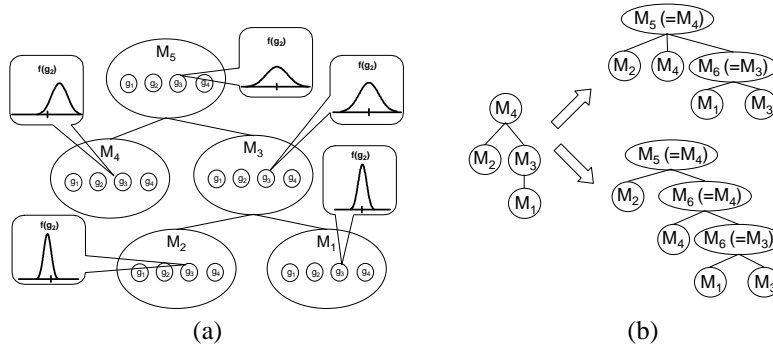 M5
f(g2)
g1 g2 g3 g4
f(g2)
f(g2)
M4
g1 g2 g3 g4
M3
g1 g2 g3 g4
f(g2)
f(g2)
M2
g1 g2 g3 g4
M1
g1 g2 g3 g4
(a)
M4
M2 M3
M1
M5 (=M4)
M2 M4 M6 (=M3)
M1 M3
M5 (=M4)
M2 M6 (=M4)
M4 M6 (=M3)
M1 M3
(b)